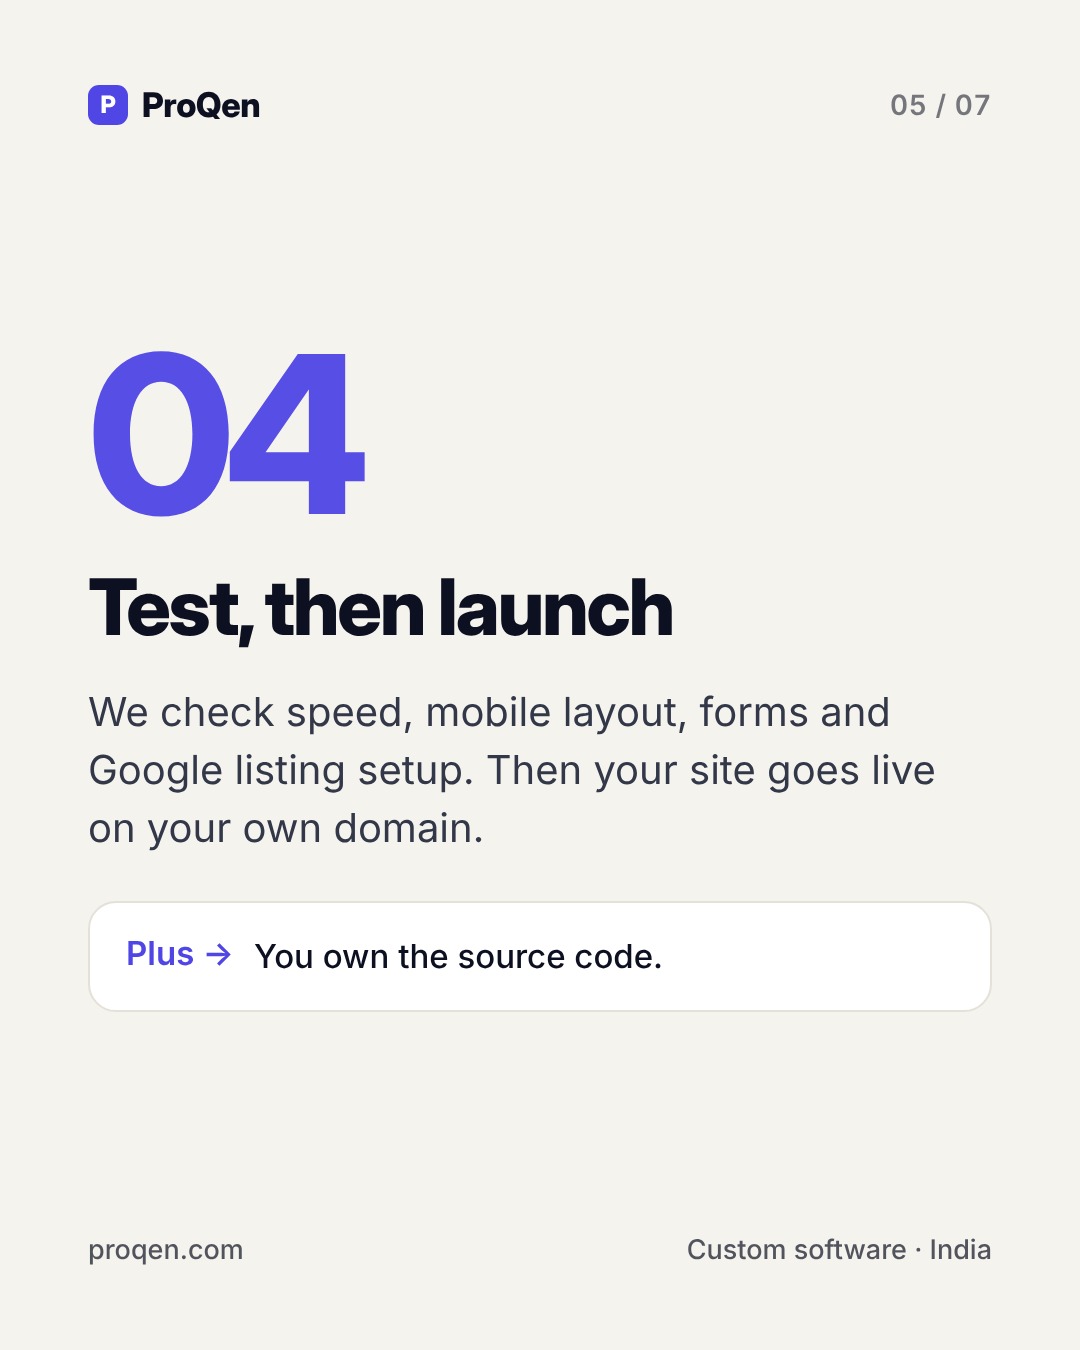 P ProQen
05 / 07
04
Test, then launch
We check speed, mobile layout, forms and
Google listing setup. Then your site goes live
on your own domain.
Plus → You own the source code.
proqen.com
Custom software · India